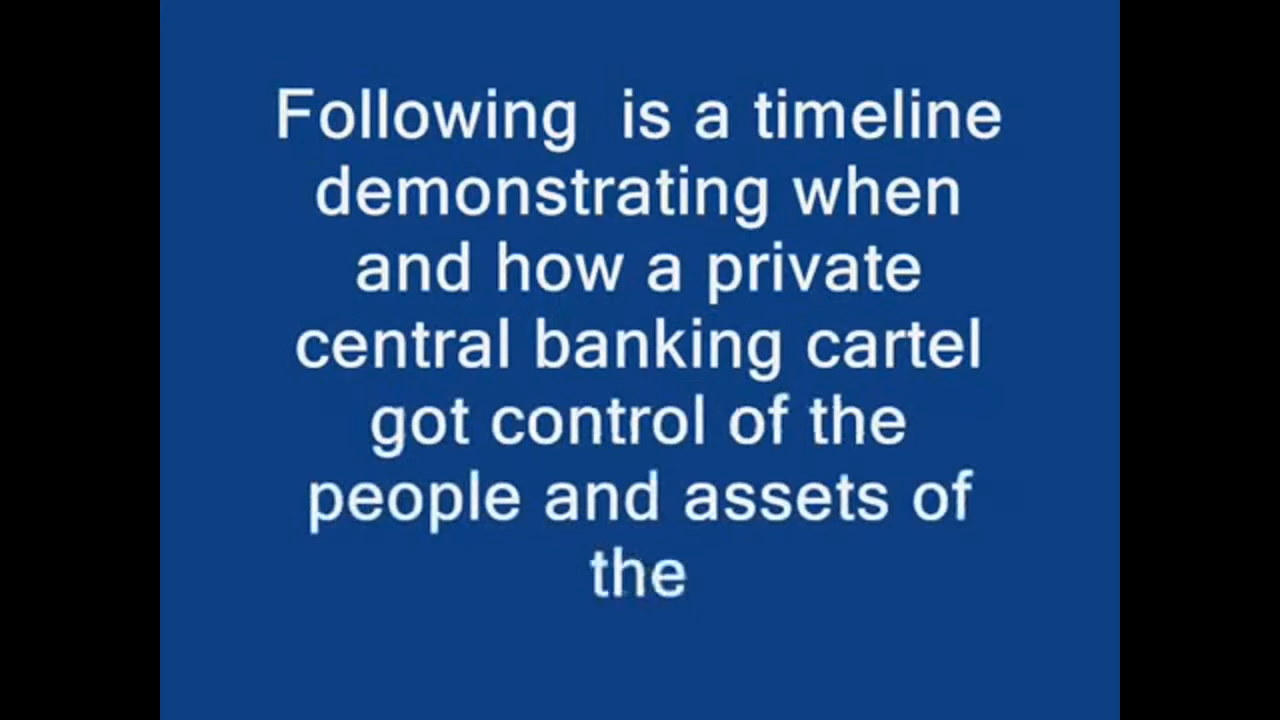 Following  is a timeline
demonstrating when
and how a private
central banking cartel
got control of the
people and assets of
the